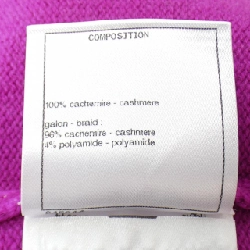 COMPOSITION
100% cachemire - cashmere
galon - braid :
96% cachemire - cashmere
4% polyamide - polyamide